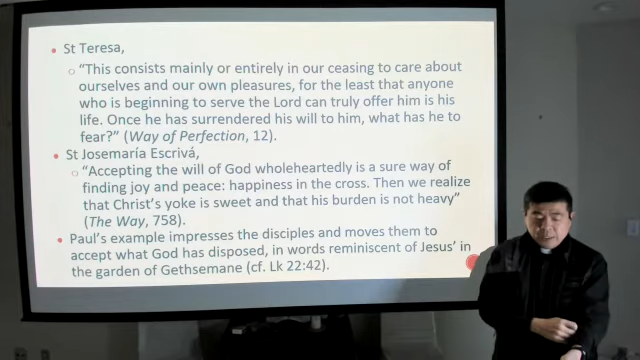 • St Teresa,
○ “This consists mainly or entirely in our ceasing to care about
ourselves and our own pleasures, for the least that anyone
who is beginning to serve the Lord can truly offer him is his
life. Once he has surrendered his will to him, what has he to
fear?” (Way of Perfection, 12).
• St Josemaría Escrivá,
○ “Accepting the will of God wholeheartedly is a sure way of
finding joy and peace: happiness in the cross. Then we realize
that Christ’s yoke is sweet and that his burden is not heavy”
(The Way, 758).
• Paul’s example impresses the disciples and moves them to
accept what God has disposed, in words reminiscent of Jesus’ in
the garden of Gethsemane (cf. Lk 22:42).